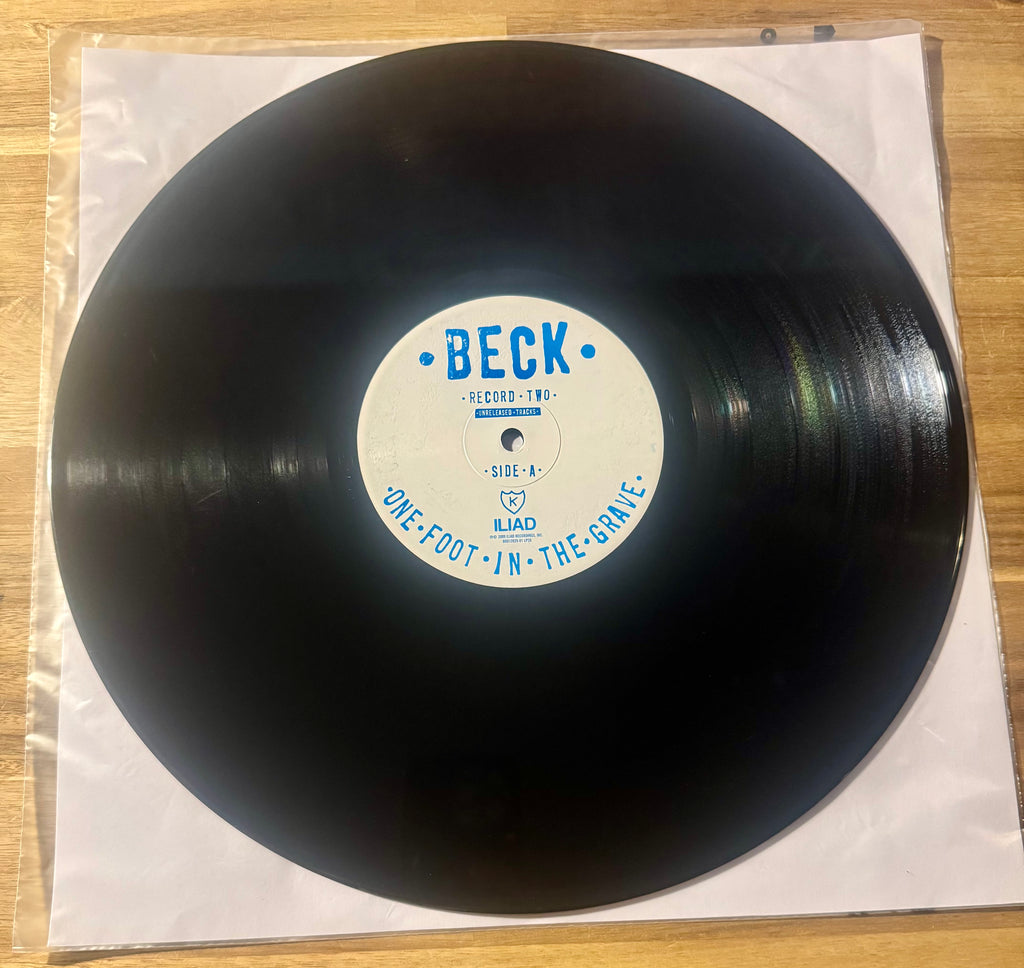 •BECK•
•RECORD•TWO•
•UNRELEASED•TRACKS•
•SIDE•A•
K
ILIAD
•ONE•FOOT•IN•THE•GRAVE•